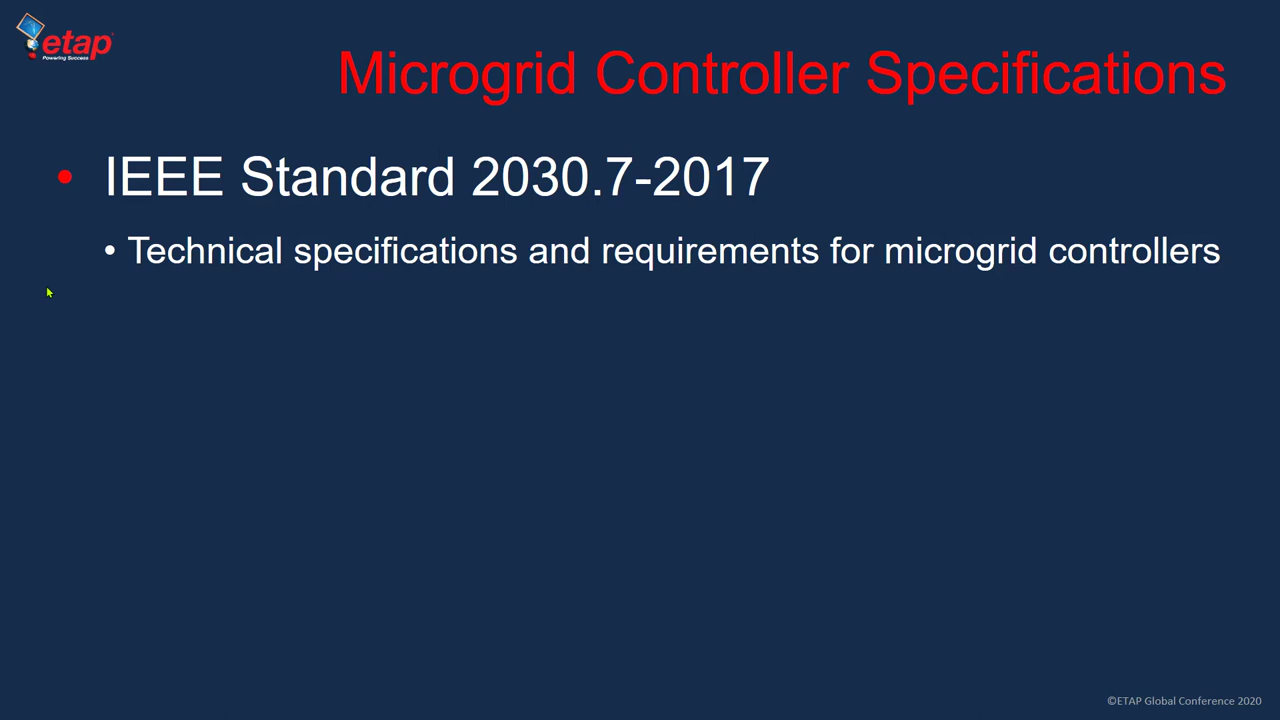 etap
Powering Success
Microgrid Controller Specifications
• IEEE Standard 2030.7-2017
• Technical specifications and requirements for microgrid controllers
©ETAP Global Conference 2020